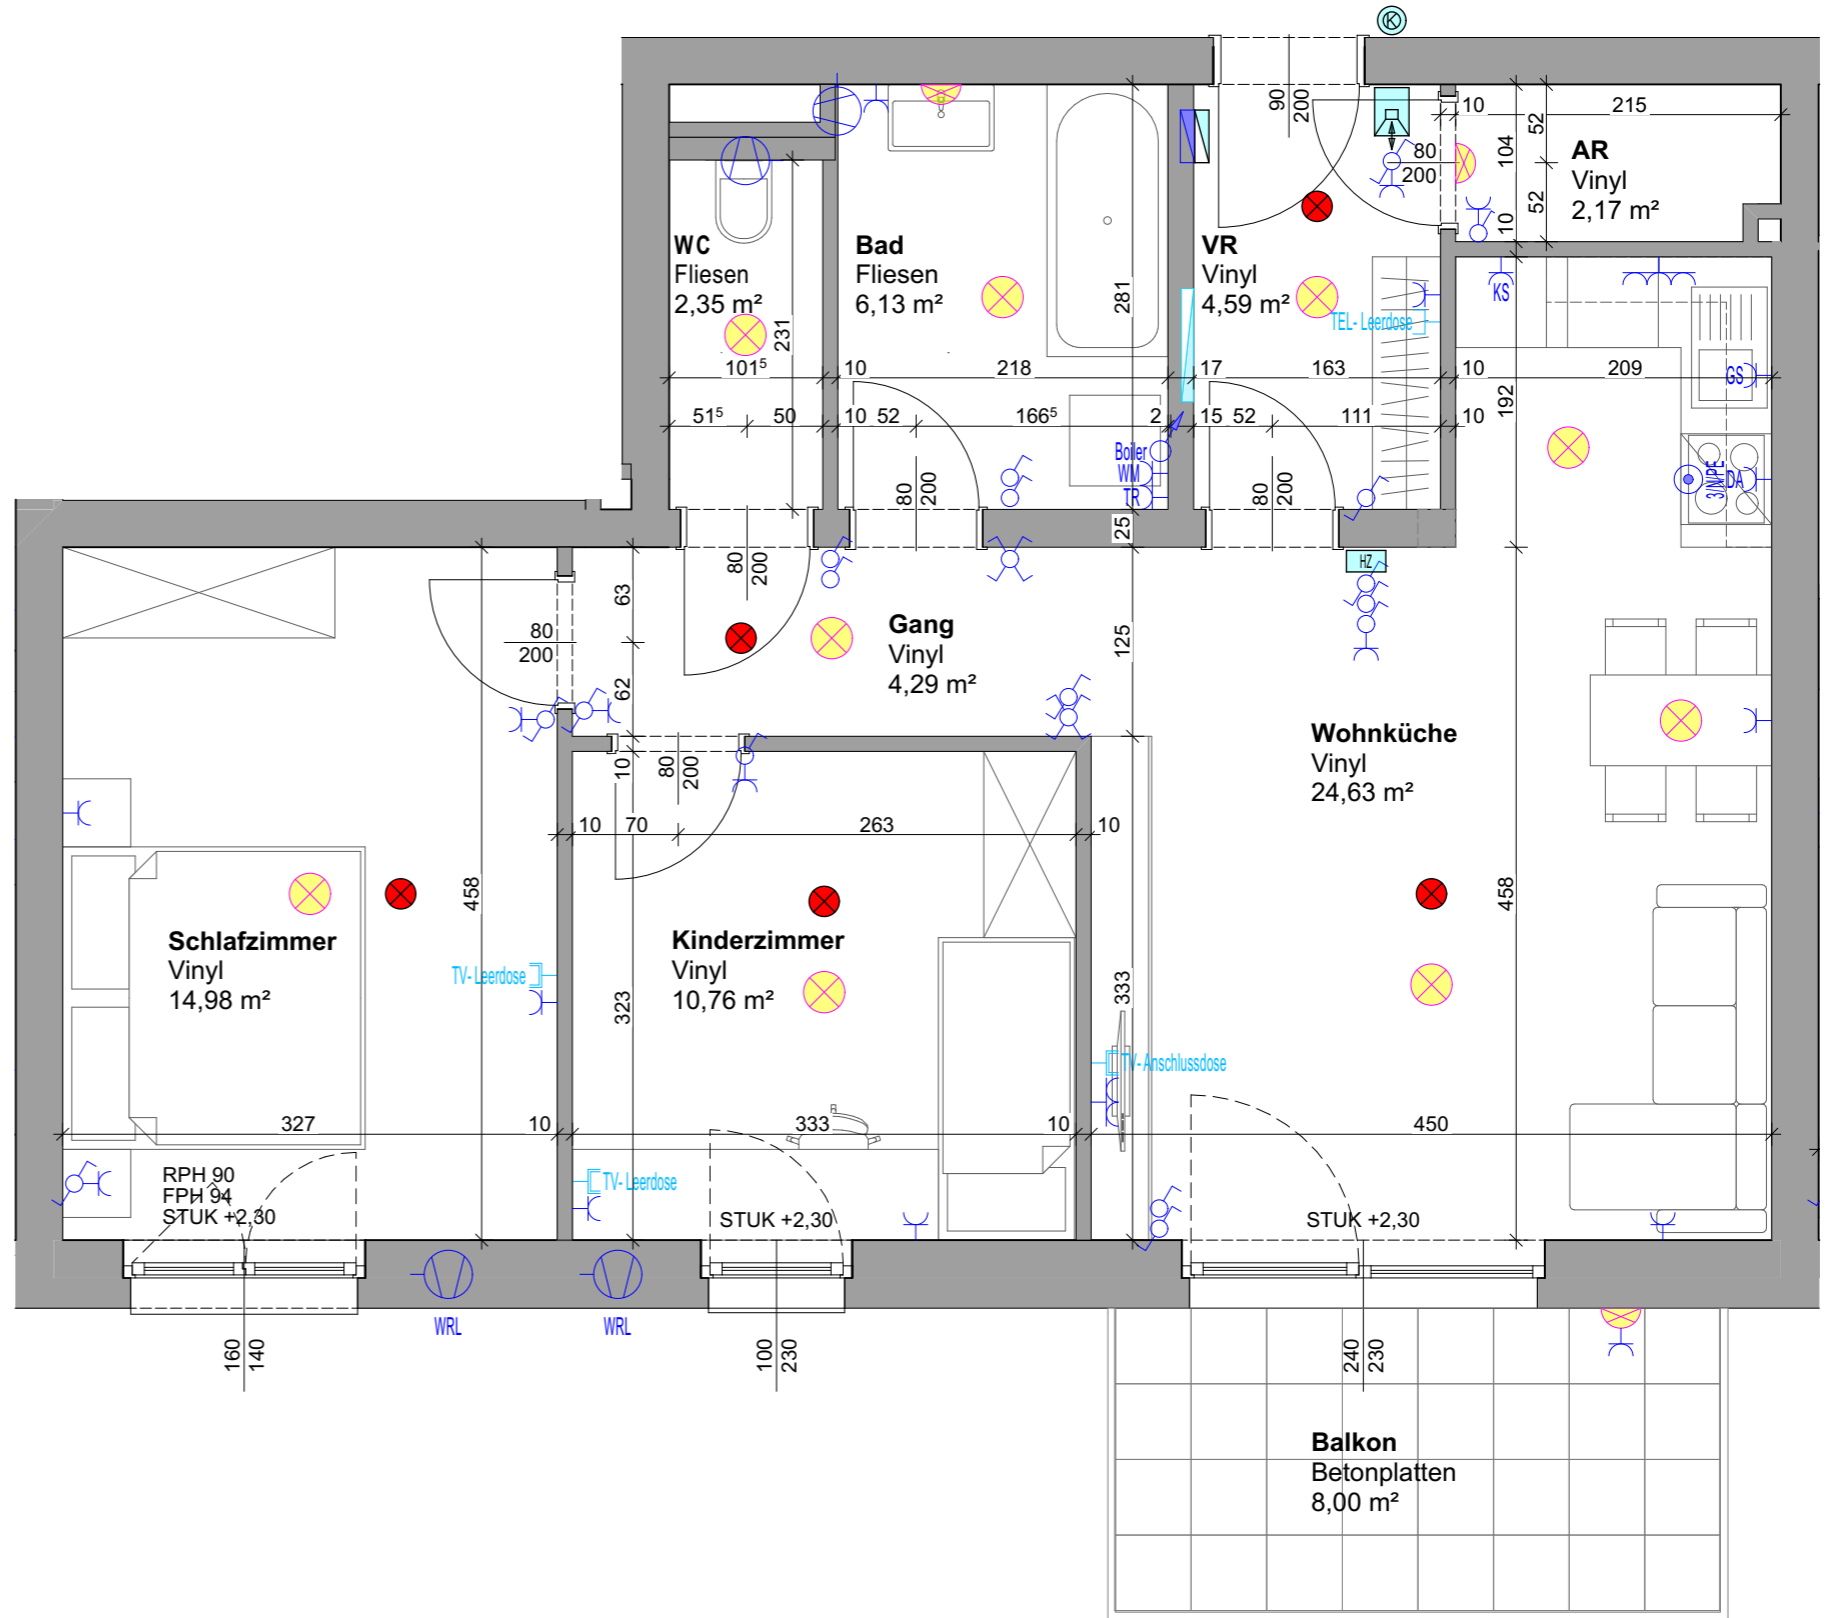 K
90
200
10
215
52
104
52
10
80
200
AR
Vinyl
2,17 m²
WC
Fliesen
2,35 m²
Bad
Fliesen
6,13 m²
VR
Vinyl
4,59 m²
281
231
KS
TEL- Leerdose
101⁵
10
218
17
163
10
209
GS
192
51⁵
50
10
52
166⁵
2
15
52
111
10
Boiler
WM
TR
3/N/PE
DA
80
200
80
200
25
80
200
HZ
63
80
200
62
Gang
Vinyl
4,29 m²
125
Wohnküche
Vinyl
24,63 m²
10
80
200
10
70
263
10
458
458
Schlafzimmer
Vinyl
14,98 m²
Kinderzimmer
Vinyl
10,76 m²
TV- Leerdose
323
333
TV- Anschlussdose
327
10
333
10
450
RPH 90
FPH 94
STUK +2,30
TV- Leerdose
STUK +2,30
STUK +2,30
WRL
WRL
160
140
100
230
240
230
Balkon
Betonplatten
8,00 m²